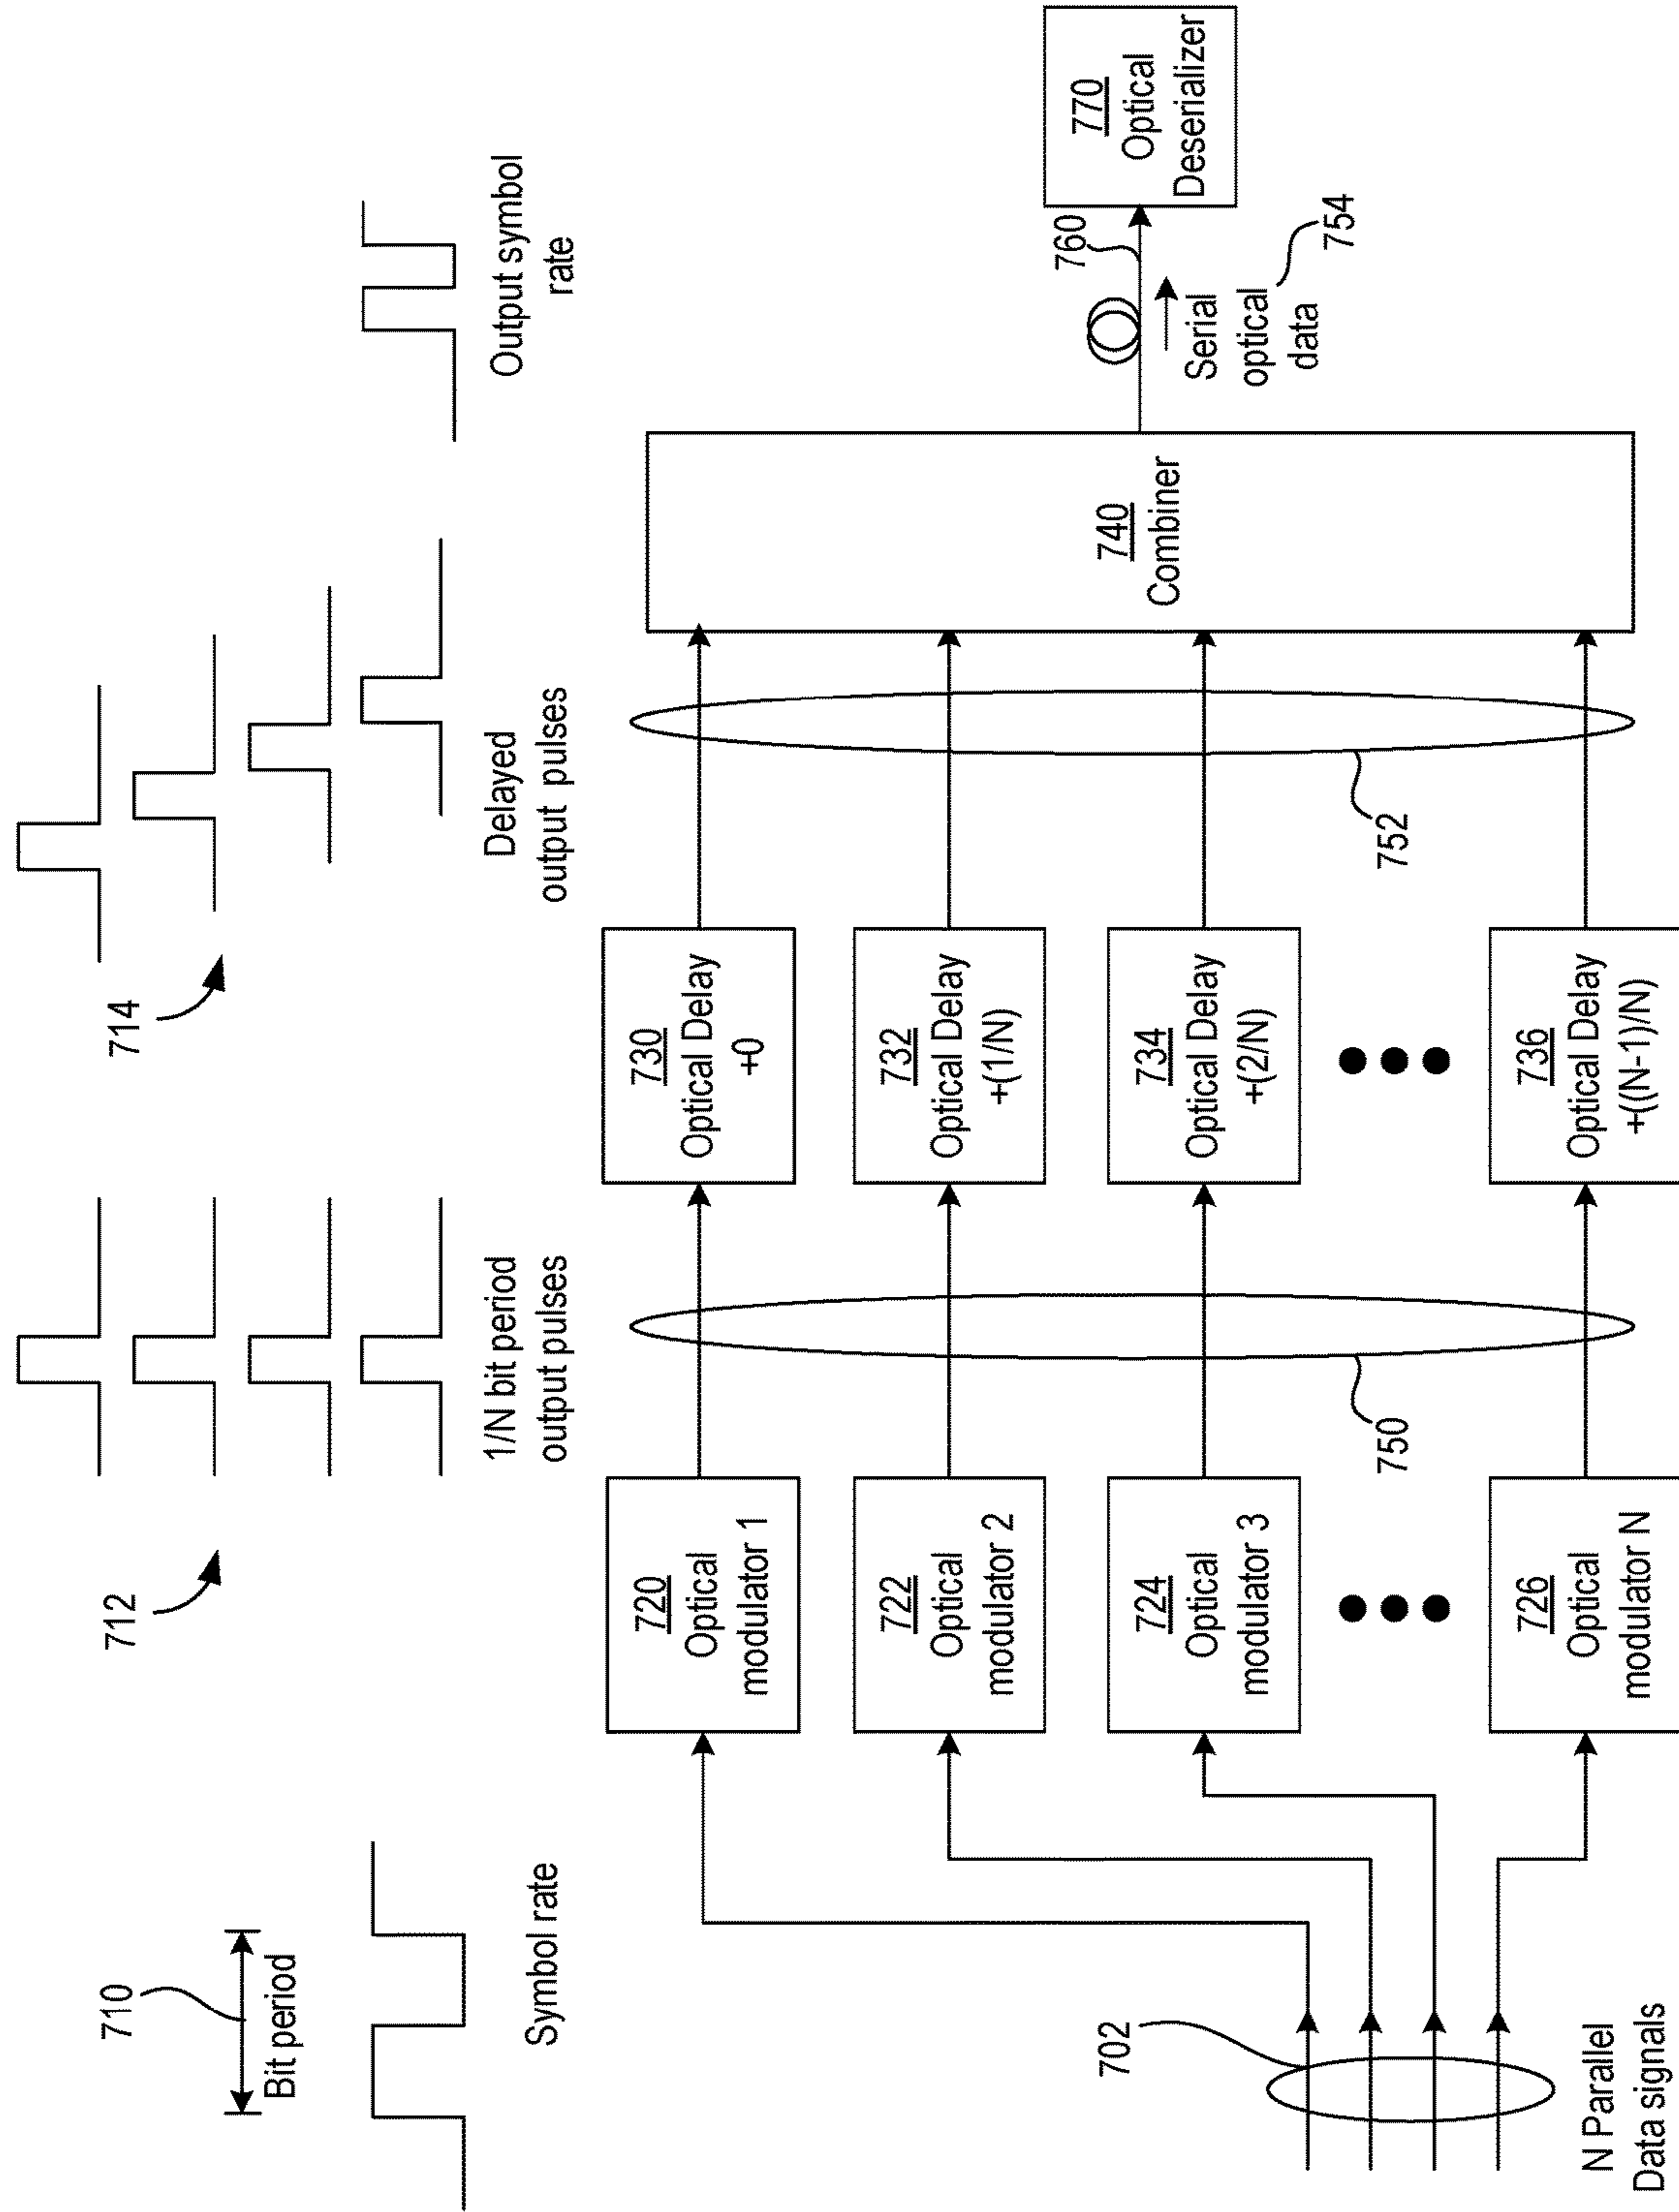 710
Bit period
Symbol rate
712
1/N bit period
output pulses
714
Delayed
output pulses
Output symbol
rate
702
N Parallel
Data signals
720
Optical
modulator 1
722
Optical
modulator 2
724
Optical
modulator 3
726
Optical
modulator N
750
730
Optical Delay
+0
732
Optical Delay
+(1/N)
734
Optical Delay
+(2/N)
736
Optical Delay
+((N-1)/N)
752
740
Combiner
760
Serial
optical
data
754
770
Optical
Deserializer